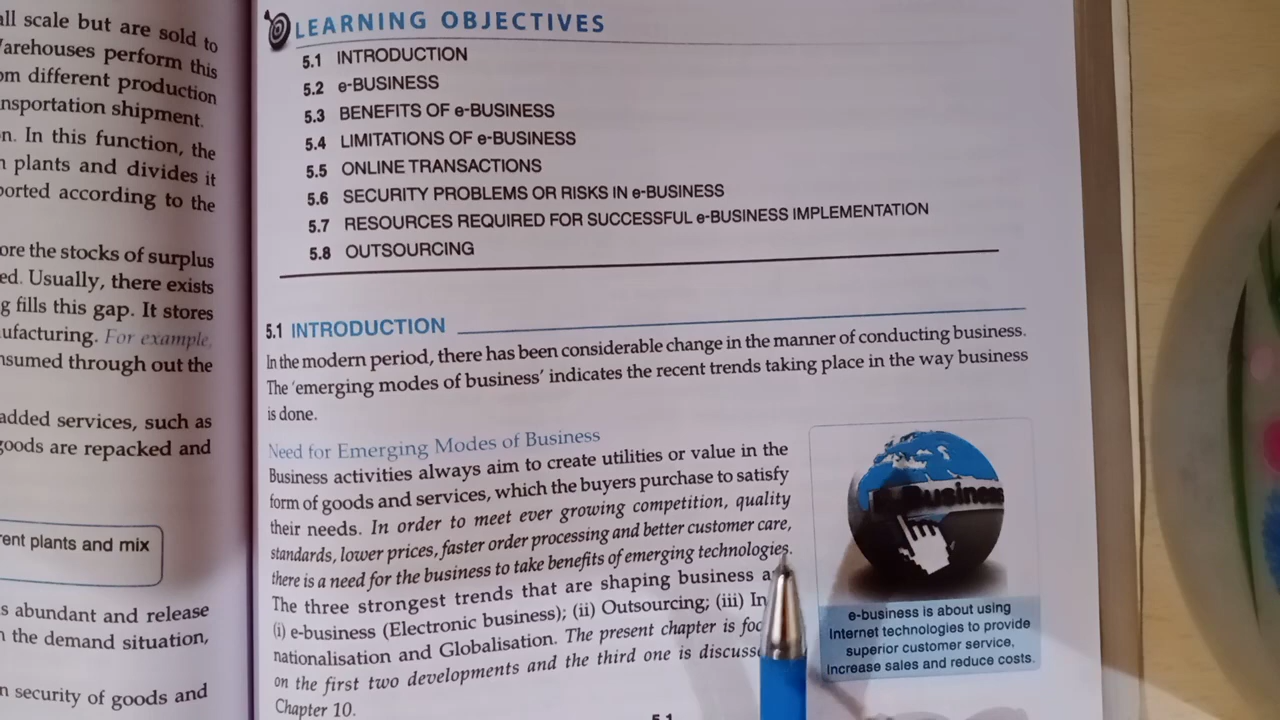 all scale but are sold to
Warehouses perform this
om different production
nsportation shipment.
n. In this function, the
n plants and divides it
ported according to the
ore the stocks of surplus
ed. Usually, there exists
g fills this gap. It stores
ufacturing. For example,
nsumed through out the
added services, such as
goods are repacked and
rent plants and mix
s abundant and release
n the demand situation,
n security of goods and
LEARNING OBJECTIVES
5.1 INTRODUCTION
5.2 e-BUSINESS
5.3 BENEFITS OF e-BUSINESS
5.4 LIMITATIONS OF e-BUSINESS
5.5 ONLINE TRANSACTIONS
5.6 SECURITY PROBLEMS OR RISKS IN e-BUSINESS
5.7 RESOURCES REQUIRED FOR SUCCESSFUL e-BUSINESS IMPLEMENTATION
5.8 OUTSOURCING
5.1 INTRODUCTION
In the modern period, there has been considerable change in the manner of conducting business.
The 'emerging modes of business' indicates the recent trends taking place in the way business
is done.
Need for Emerging Modes of Business
Business activities always aim to create utilities or value in the
form of goods and services, which the buyers purchase to satisfy
their needs. In order to meet ever growing competition, quality
standards, lower prices, faster order processing and better customer care,
there is a need for the business to take benefits of emerging technologies.
The three strongest trends that are shaping business a
(i) e-business (Electronic business); (ii) Outsourcing; (iii) In
nationalisation and Globalisation. The present chapter is foc
on the first two developments and the third one is discuss
Chapter 10.
e-Business
e-business is about using
Internet technologies to provide
superior customer service,
increase sales and reduce costs.
5.1